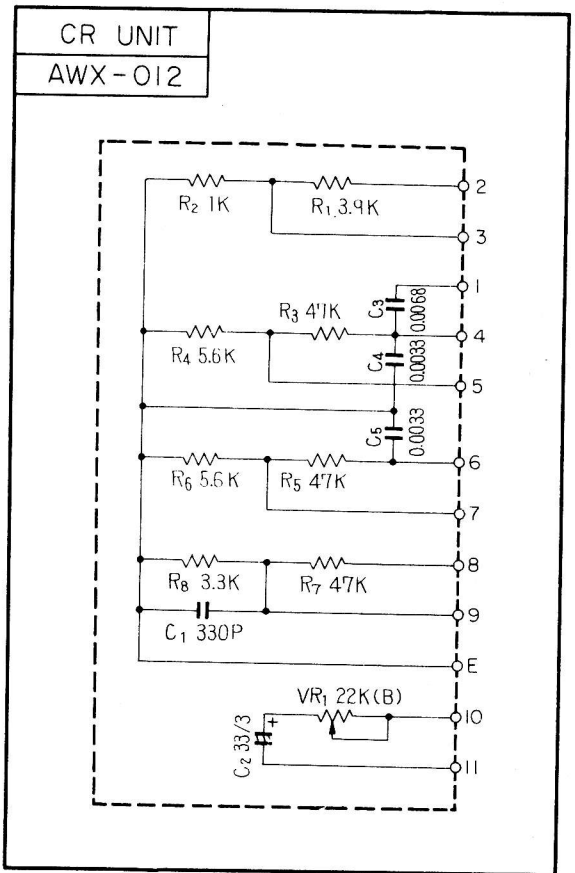 CR UNIT
AWX-012
R2 1K
R1 3.9K
2
3
1
C3 0.0068
R3 47K
4
R4 5.6K
C4 0.0033
5
C5 0.0033
6
R6 5.6K
R5 47K
7
8
R8 3.3K
R7 47K
9
C1 330P
E
VR1 22K(B)
10
+
C2 33/3
11